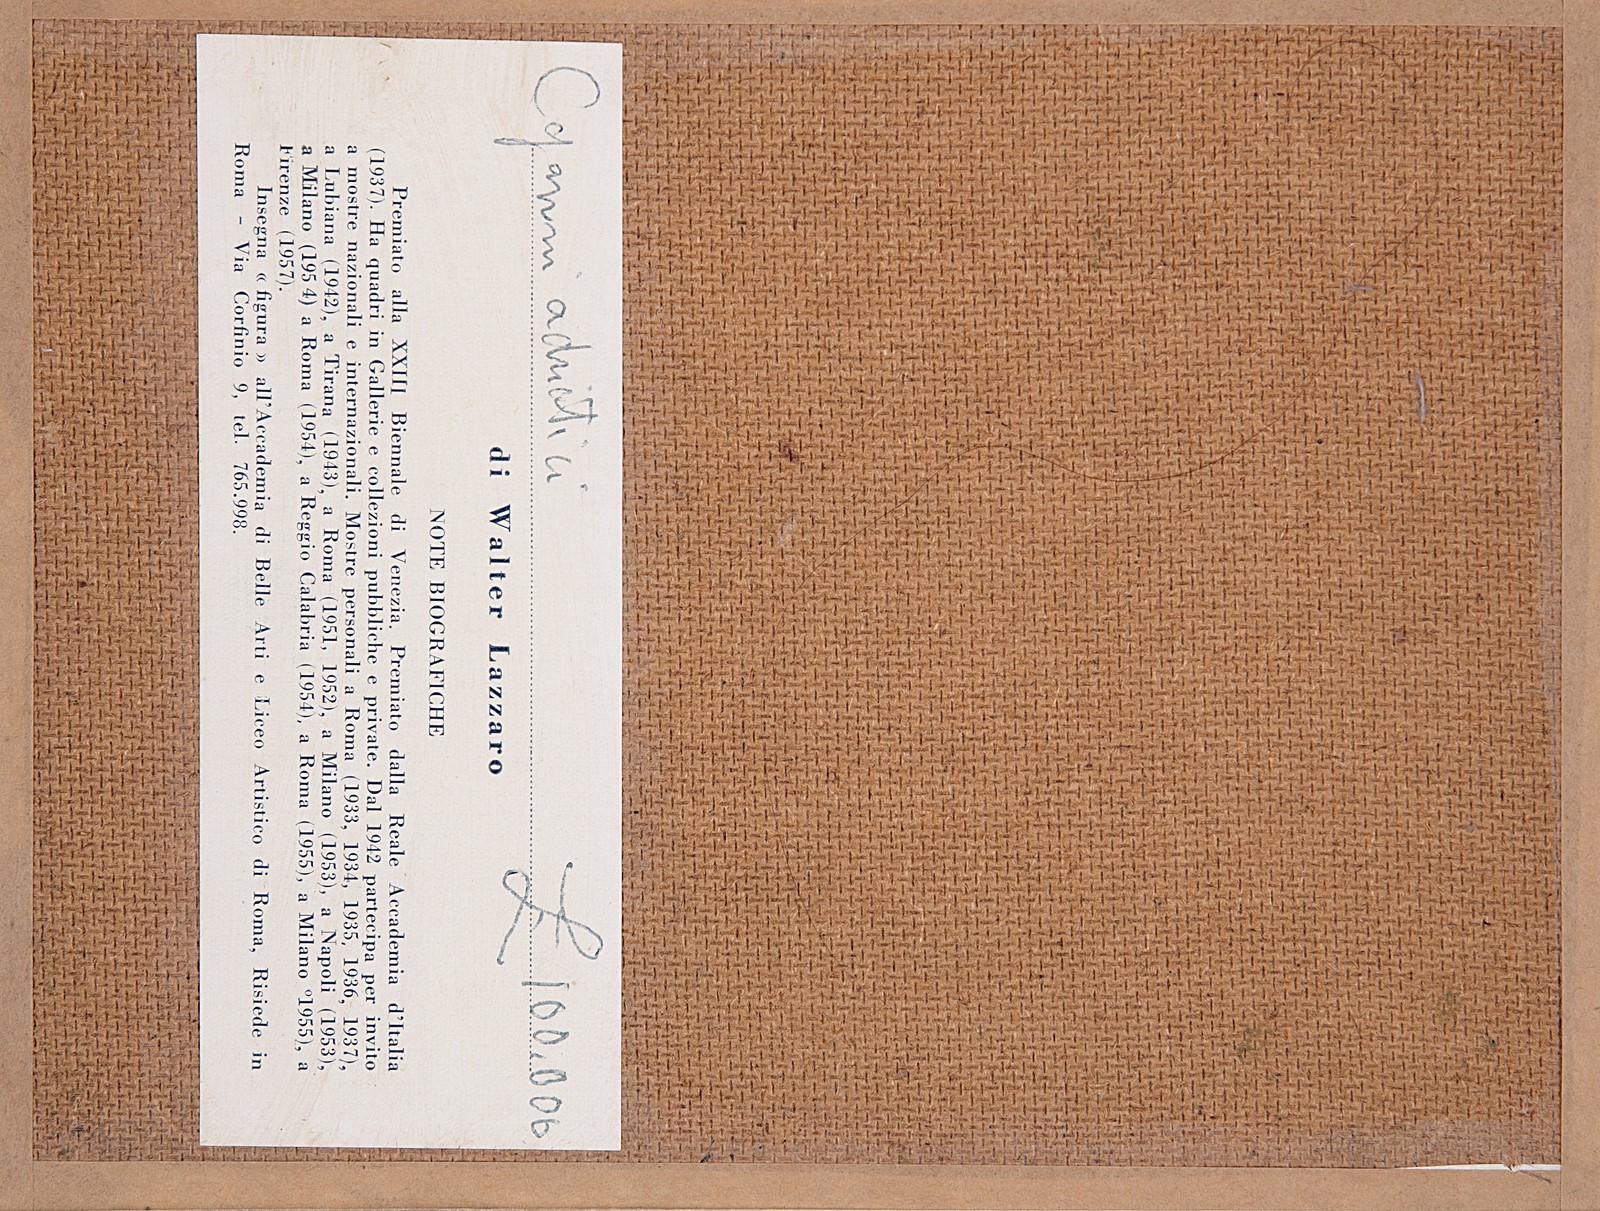 Capanni adriatici £ 100.000
di Walter Lazzaro
NOTE BIOGRAFICHE
Premiato alla XXIII Biennale di Venezia. Premiato dalla Reale Accademia d'Italia
(1937). Ha quadri in Gallerie e collezioni pubbliche e private. Dal 1942 partecipa per invito
a mostre nazionali e internazionali. Mostre personali a Roma (1933, 1934, 1935, 1936, 1937),
a Lubiana (1942), a Tirana (1943), a Roma (1951, 1952), a Milano (1953), a Napoli (1953),
a Milano (195 4) a Roma (1954), a Reggio Calabria (1954), a Roma (1955), a Milano °1955), a
Firenze (1957).
Insegna « figura » all'Accademia di Belle Arti e Liceo Artistico di Roma, Risiede in
Roma - Via Corfinio 9, tel. 765.998.